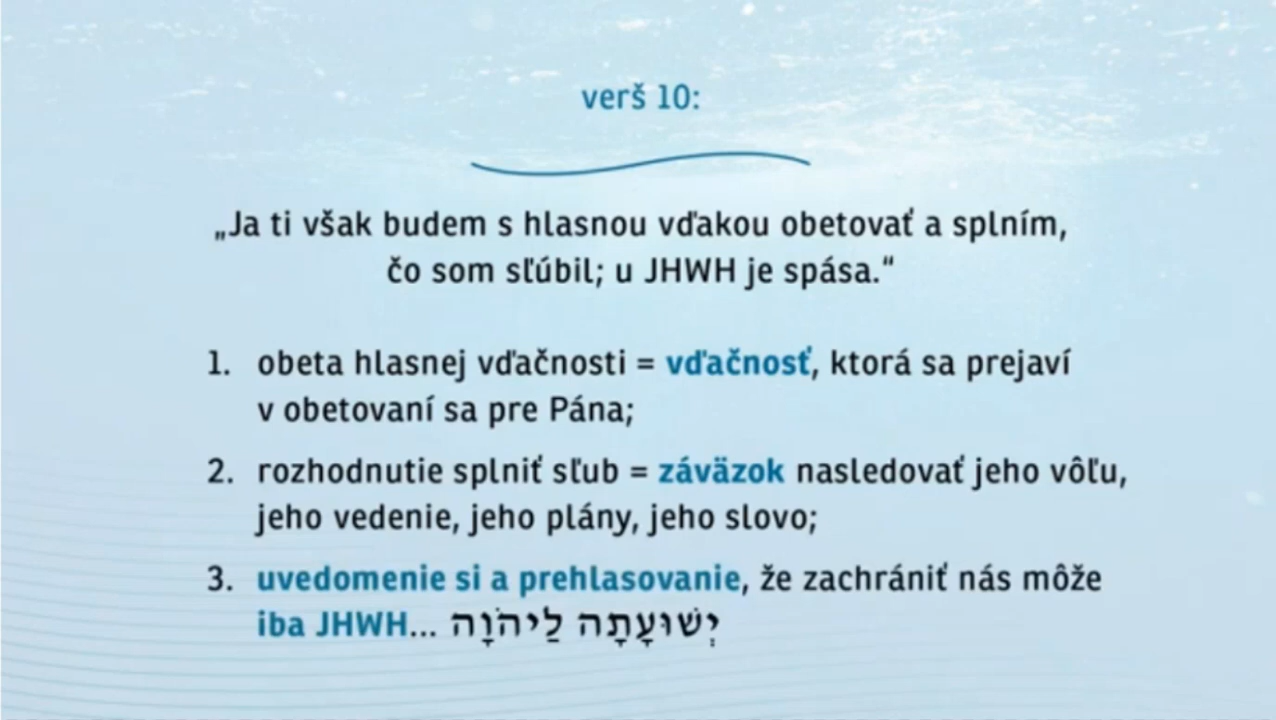 verš 10:
„Ja ti však budem s hlasnou vďakou obetovať a splním,
čo som sľúbil; u JHWH je spása.“
1. obeta hlasnej vďačnosti = vďačnosť, ktorá sa prejaví
v obetovaní sa pre Pána;
2. rozhodnutie splniť sľub = záväzok nasledovať jeho vôľu,
jeho vedenie, jeho plány, jeho slovo;
3. uvedomenie si a prehlasovanie, že zachrániť nás môže
iba JHWH... יְשׁוּעָתָה לַיהֹוָה